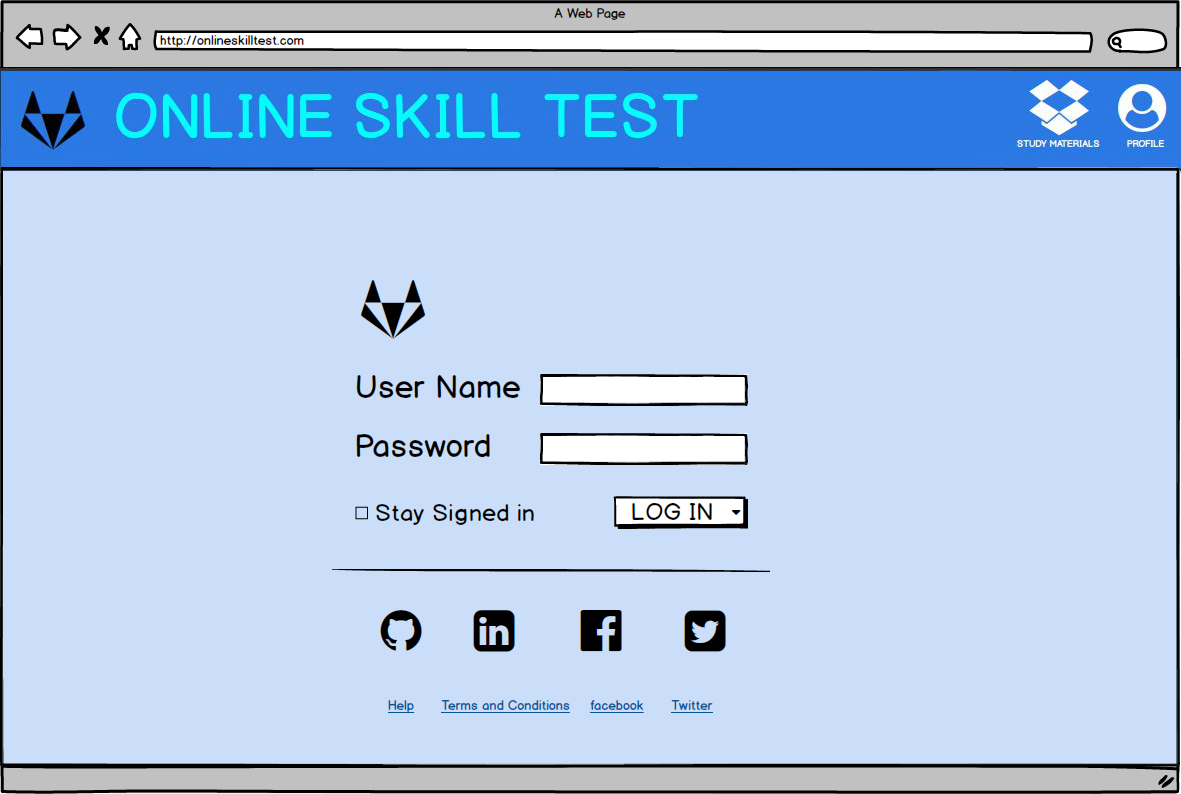 A Web Page
http://onlineskilltest.com
ONLINE SKILL TEST
STUDY MATERIALS PROFILE
User Name
Password
Stay Signed in LOG IN
Help Terms and Conditions facebook Twitter